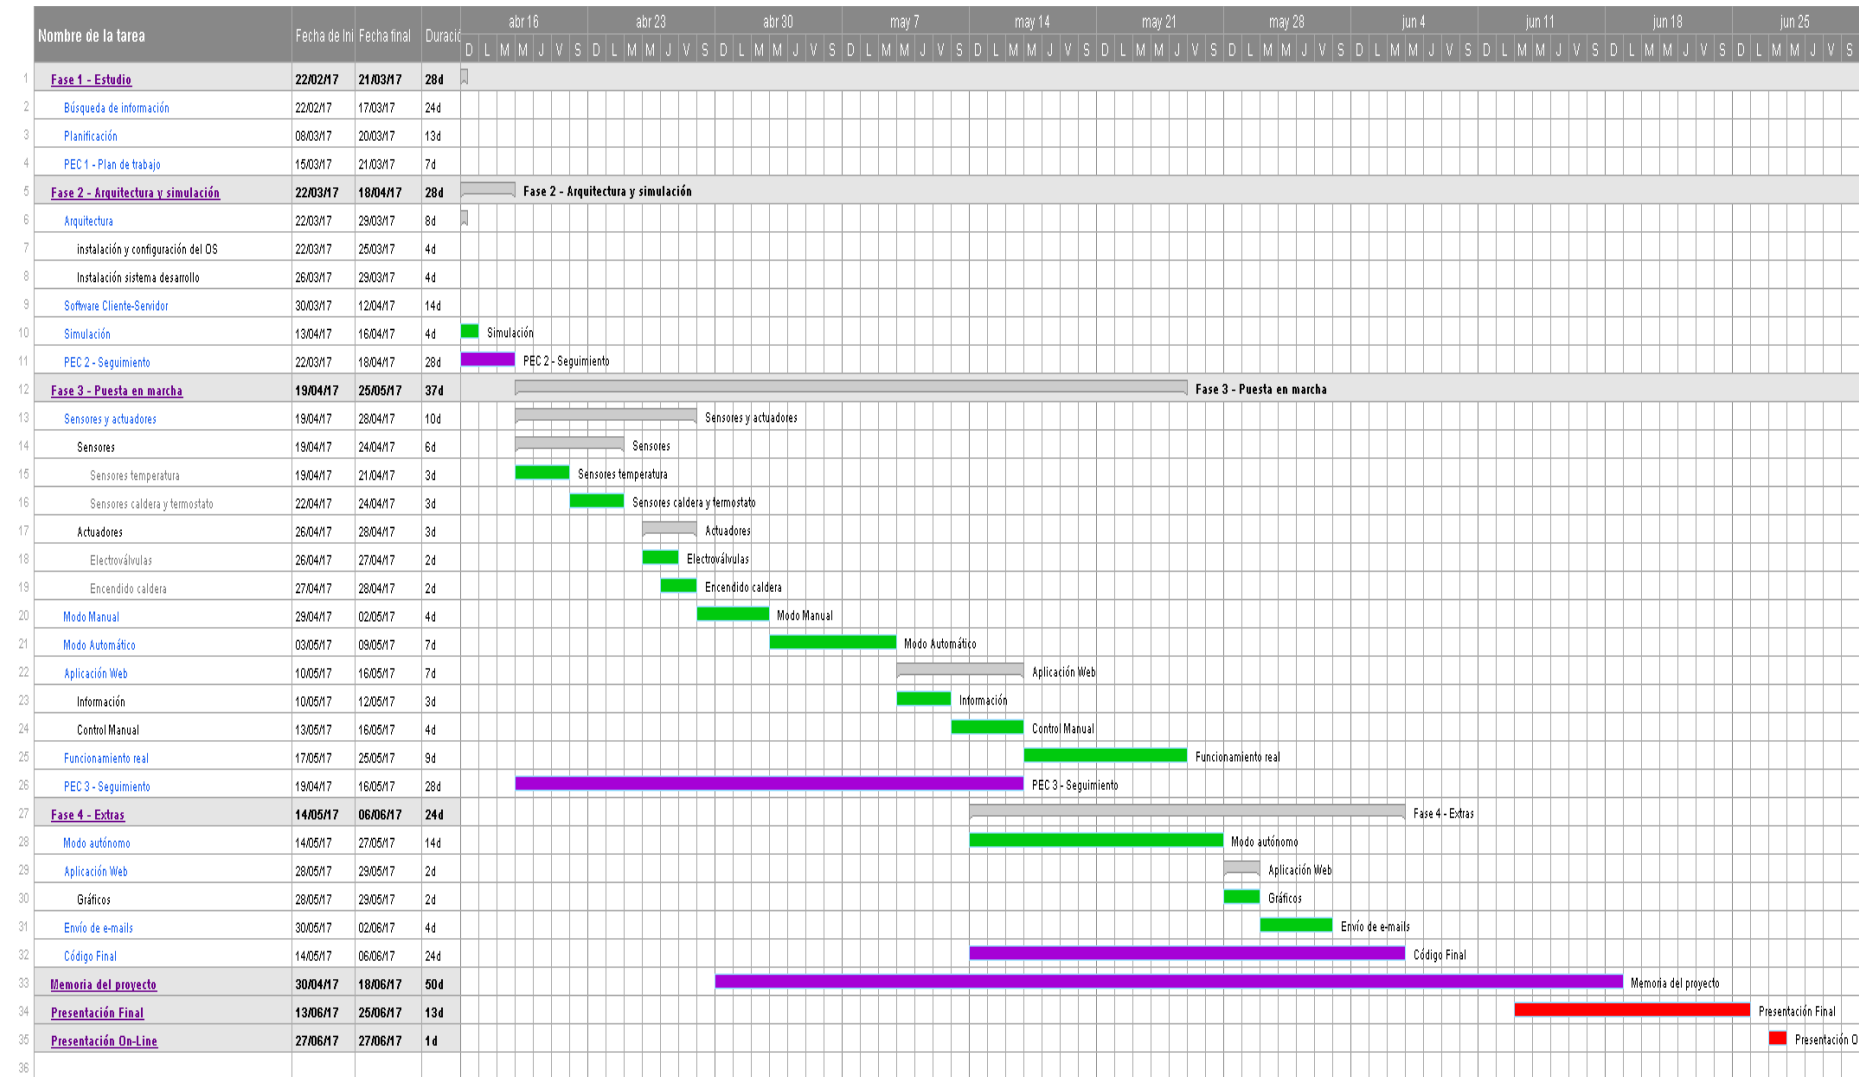 abr 16 abr 23 abr 30 may 7 may 14 may 21 may 28 jun 4 jun 11 jun 18 jun 25
Nombre de la tarea Fecha de Ini Fecha final Duració
D L M M J V S D L M M J V S D L M M J V S D L M M J V S D L M M J V S D L M M J V S D L M M J V S D L M M J V S D L M M J V S D L M M J V S D L M M J V S
1 Fase 1 - Estudio 22/02/17 21/03/17 28d
2 Búsqueda de información 22/02/17 17/03/17 24d
3 Planificación 08/03/17 20/03/17 13d
4 PEC 1 - Plan de trabajo 15/03/17 21/03/17 7d
5 Fase 2 - Arquitectura y simulación 22/03/17 18/04/17 28d Fase 2 - Arquitectura y simulación
6 Arquitectura 22/03/17 29/03/17 8d
7 instalación y configuración del OS 22/03/17 25/03/17 4d
8 Instalación sistema desarrollo 26/03/17 29/03/17 4d
9 Software Cliente-Servidor 30/03/17 12/04/17 14d
10 Simulación 13/04/17 16/04/17 4d Simulación
11 PEC 2 - Seguimiento 22/03/17 18/04/17 28d PEC 2 - Seguimiento
12 Fase 3 - Puesta en marcha 19/04/17 25/05/17 37d Fase 3 - Puesta en marcha
13 Sensores y actuadores 19/04/17 28/04/17 10d Sensores y actuadores
14 Sensores 19/04/17 24/04/17 6d Sensores
15 Sensores temperatura 19/04/17 21/04/17 3d Sensores temperatura
16 Sensores caldera y termostato 22/04/17 24/04/17 3d Sensores caldera y termostato
17 Actuadores 26/04/17 28/04/17 3d Actuadores
18 Electroválvulas 26/04/17 27/04/17 2d Electroválvulas
19 Encendido caldera 27/04/17 28/04/17 2d Encendido caldera
20 Modo Manual 29/04/17 02/05/17 4d Modo Manual
21 Modo Automático 03/05/17 09/05/17 7d Modo Automático
22 Aplicación Web 10/05/17 16/05/17 7d Aplicación Web
23 Información 10/05/17 12/05/17 3d Información
24 Control Manual 13/05/17 16/05/17 4d Control Manual
25 Funcionamiento real 17/05/17 25/05/17 9d Funcionamiento real
26 PEC 3 - Seguimiento 19/04/17 16/05/17 28d PEC 3 - Seguimiento
27 Fase 4 - Extras 14/05/17 06/06/17 24d Fase 4 - Extras
28 Modo autónomo 14/05/17 27/05/17 14d Modo autónomo
29 Aplicación Web 28/05/17 29/05/17 2d Aplicación Web
30 Gráficos 28/05/17 29/05/17 2d Gráficos
31 Envío de e-mails 30/05/17 02/06/17 4d Envío de e-mails
32 Código Final 14/05/17 06/06/17 24d Código Final
33 Memoria del proyecto 30/04/17 18/06/17 50d Memoria del proyecto
34 Presentación Final 13/06/17 25/06/17 13d Presentación Final
35 Presentación On-Line 27/06/17 27/06/17 1d Presentación O
36